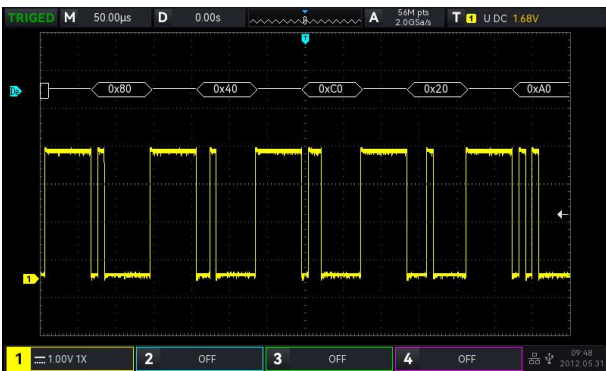 TRIGED M 50.00μs D 0.00s A 56M pts 2.0GSa/s T 1 U DC 1.68V
T
0x80 0x40 0xC0 0x20 0xA0
1
1 1.00V 1X 2 OFF 3 OFF 4 OFF 09:48
2012.05.31